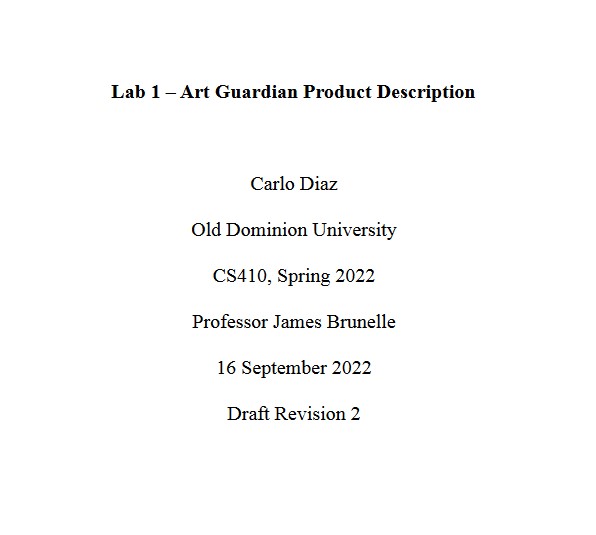 Lab 1 – Art Guardian Product Description
Carlo Diaz
Old Dominion University
CS410, Spring 2022
Professor James Brunelle
16 September 2022
Draft Revision 2